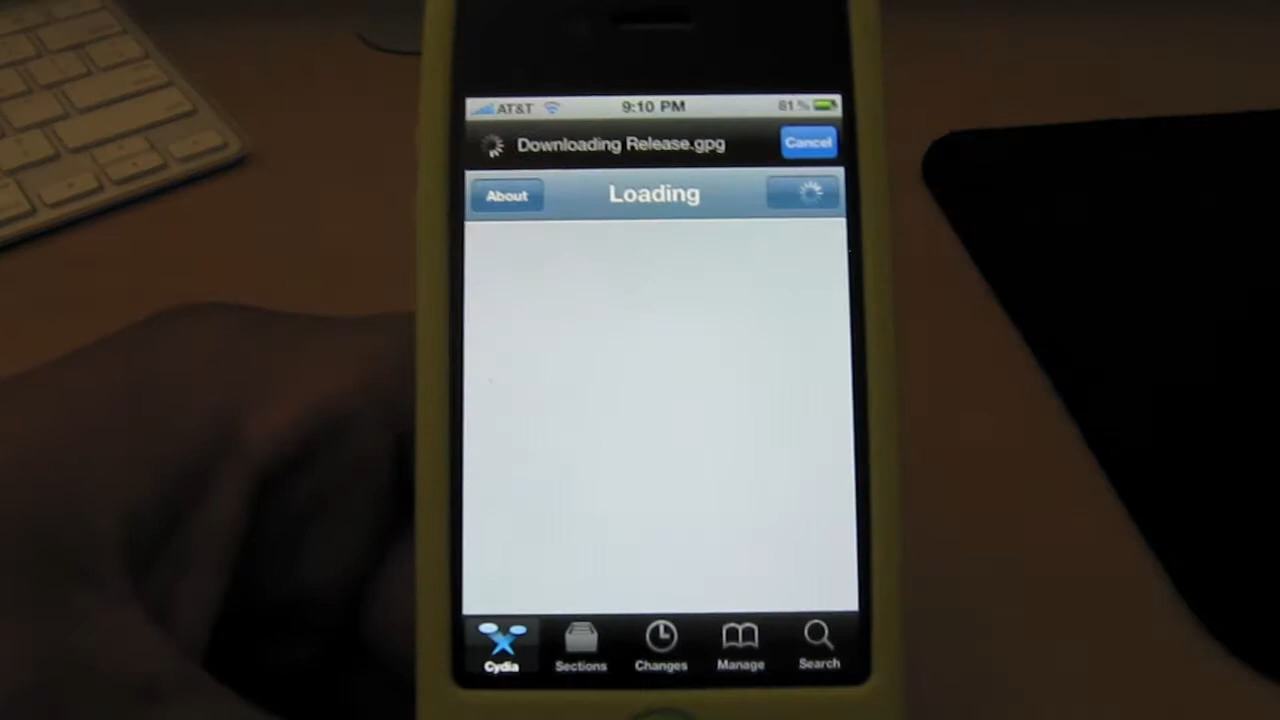 AT&T 9:10 PM 81%
Downloading Release.gpg Cancel
About Loading
Cydia Sections Changes Manage Search